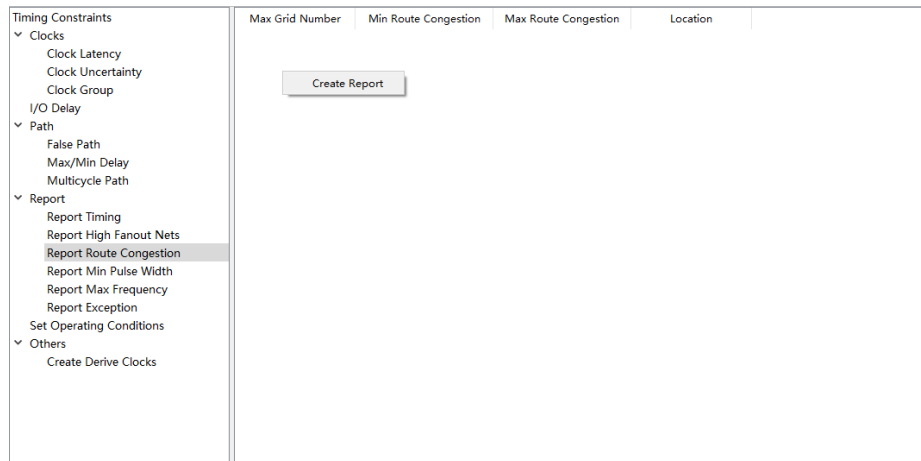 Timing Constraints
Clocks
Clock Latency
Clock Uncertainty
Clock Group
I/O Delay
Path
False Path
Max/Min Delay
Multicycle Path
Report
Report Timing
Report High Fanout Nets
Report Route Congestion
Report Min Pulse Width
Report Max Frequency
Report Exception
Set Operating Conditions
Others
Create Derive Clocks
Max Grid Number Min Route Congestion Max Route Congestion Location
Create Report